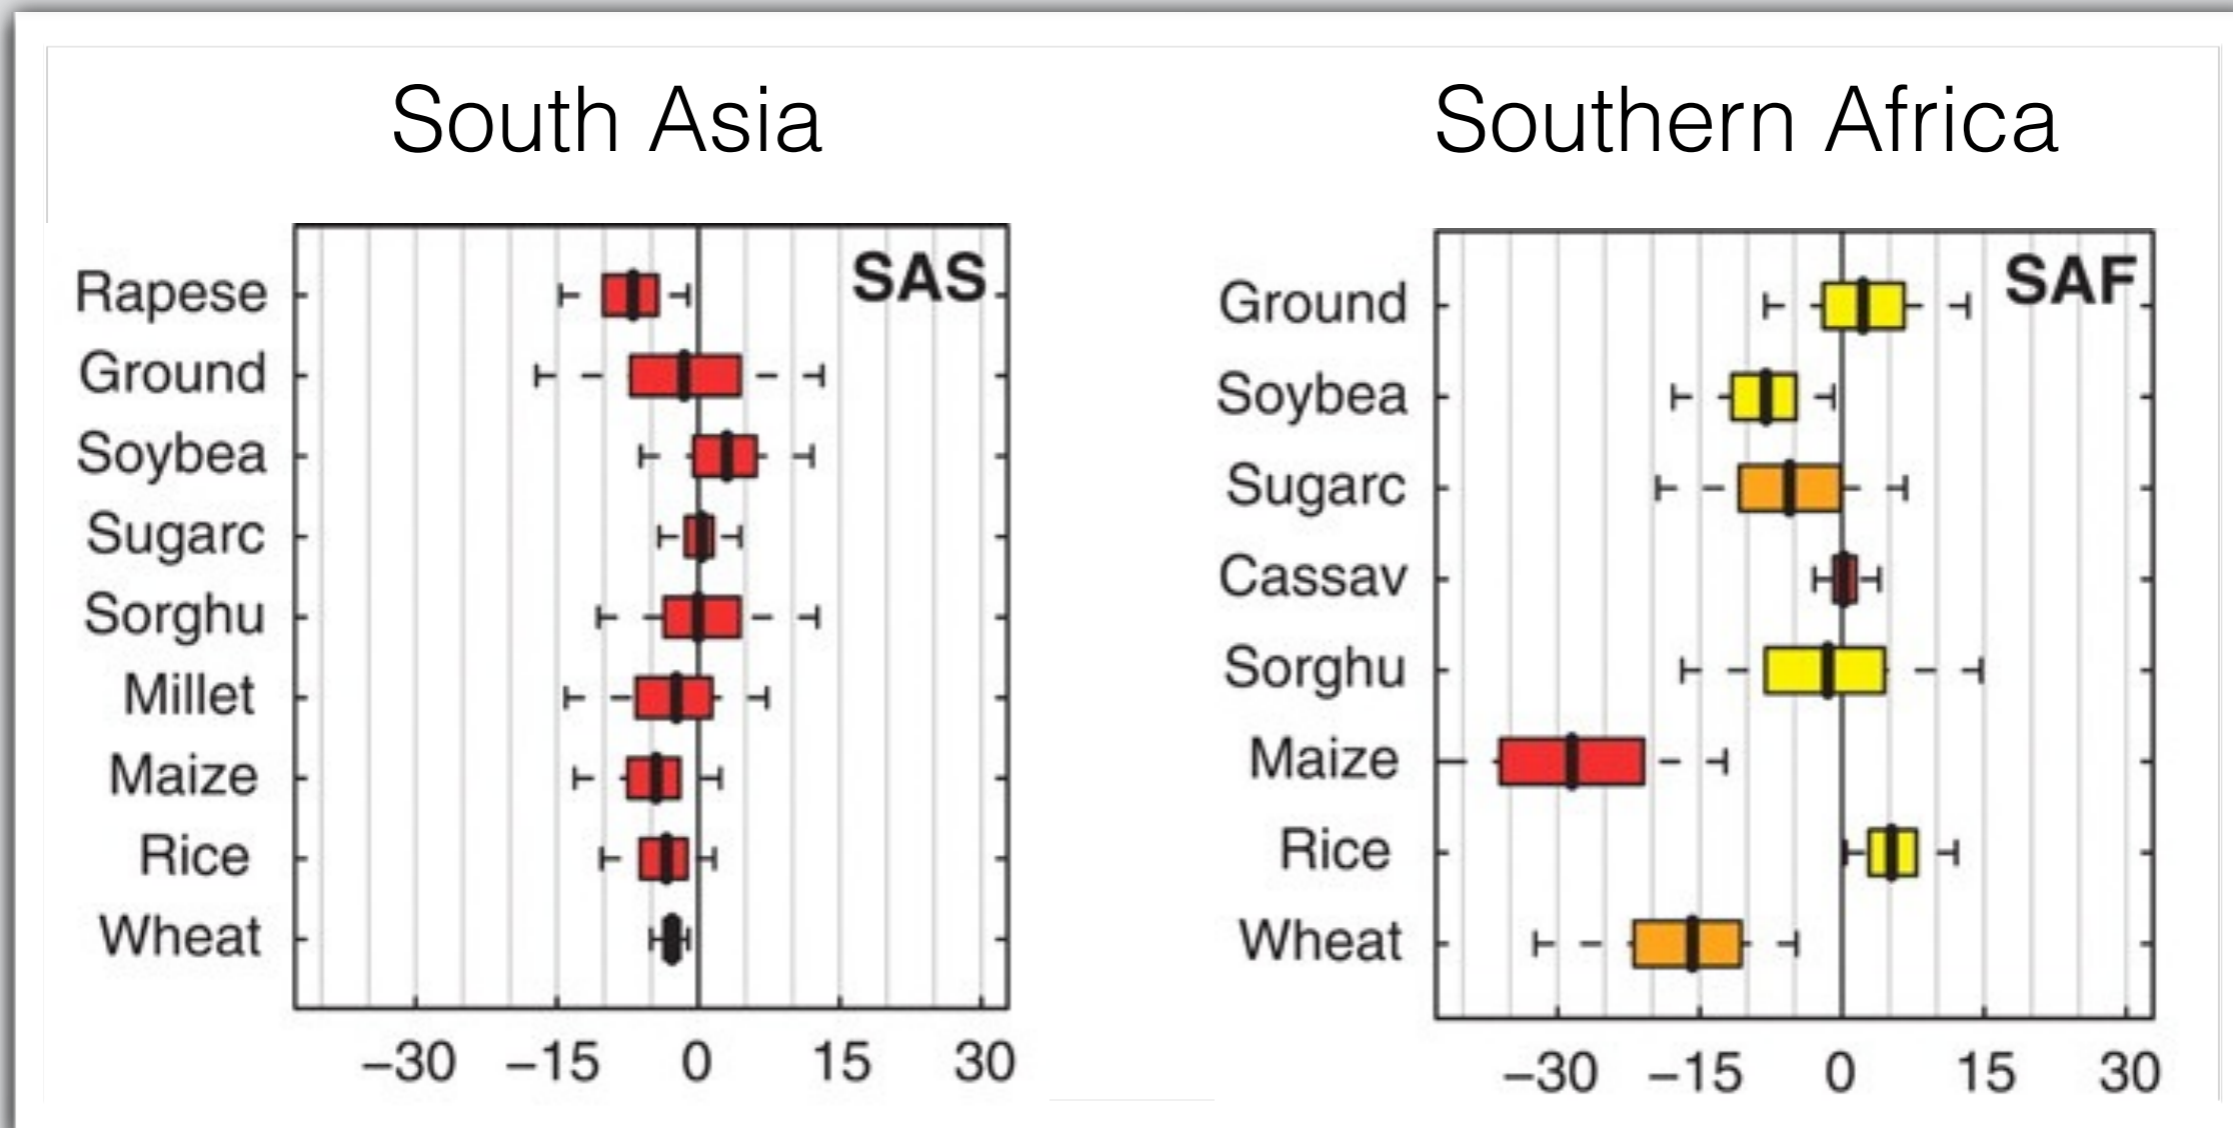 South Asia
Southern Africa
SAS
Rapese
Ground
Soybea
Sugarc
Sorghu
Millet
Maize
Rice
Wheat
−30 −15 0 15 30
SAF
Ground
Soybea
Sugarc
Cassav
Sorghu
Maize
Rice
Wheat
−30 −15 0 15 30